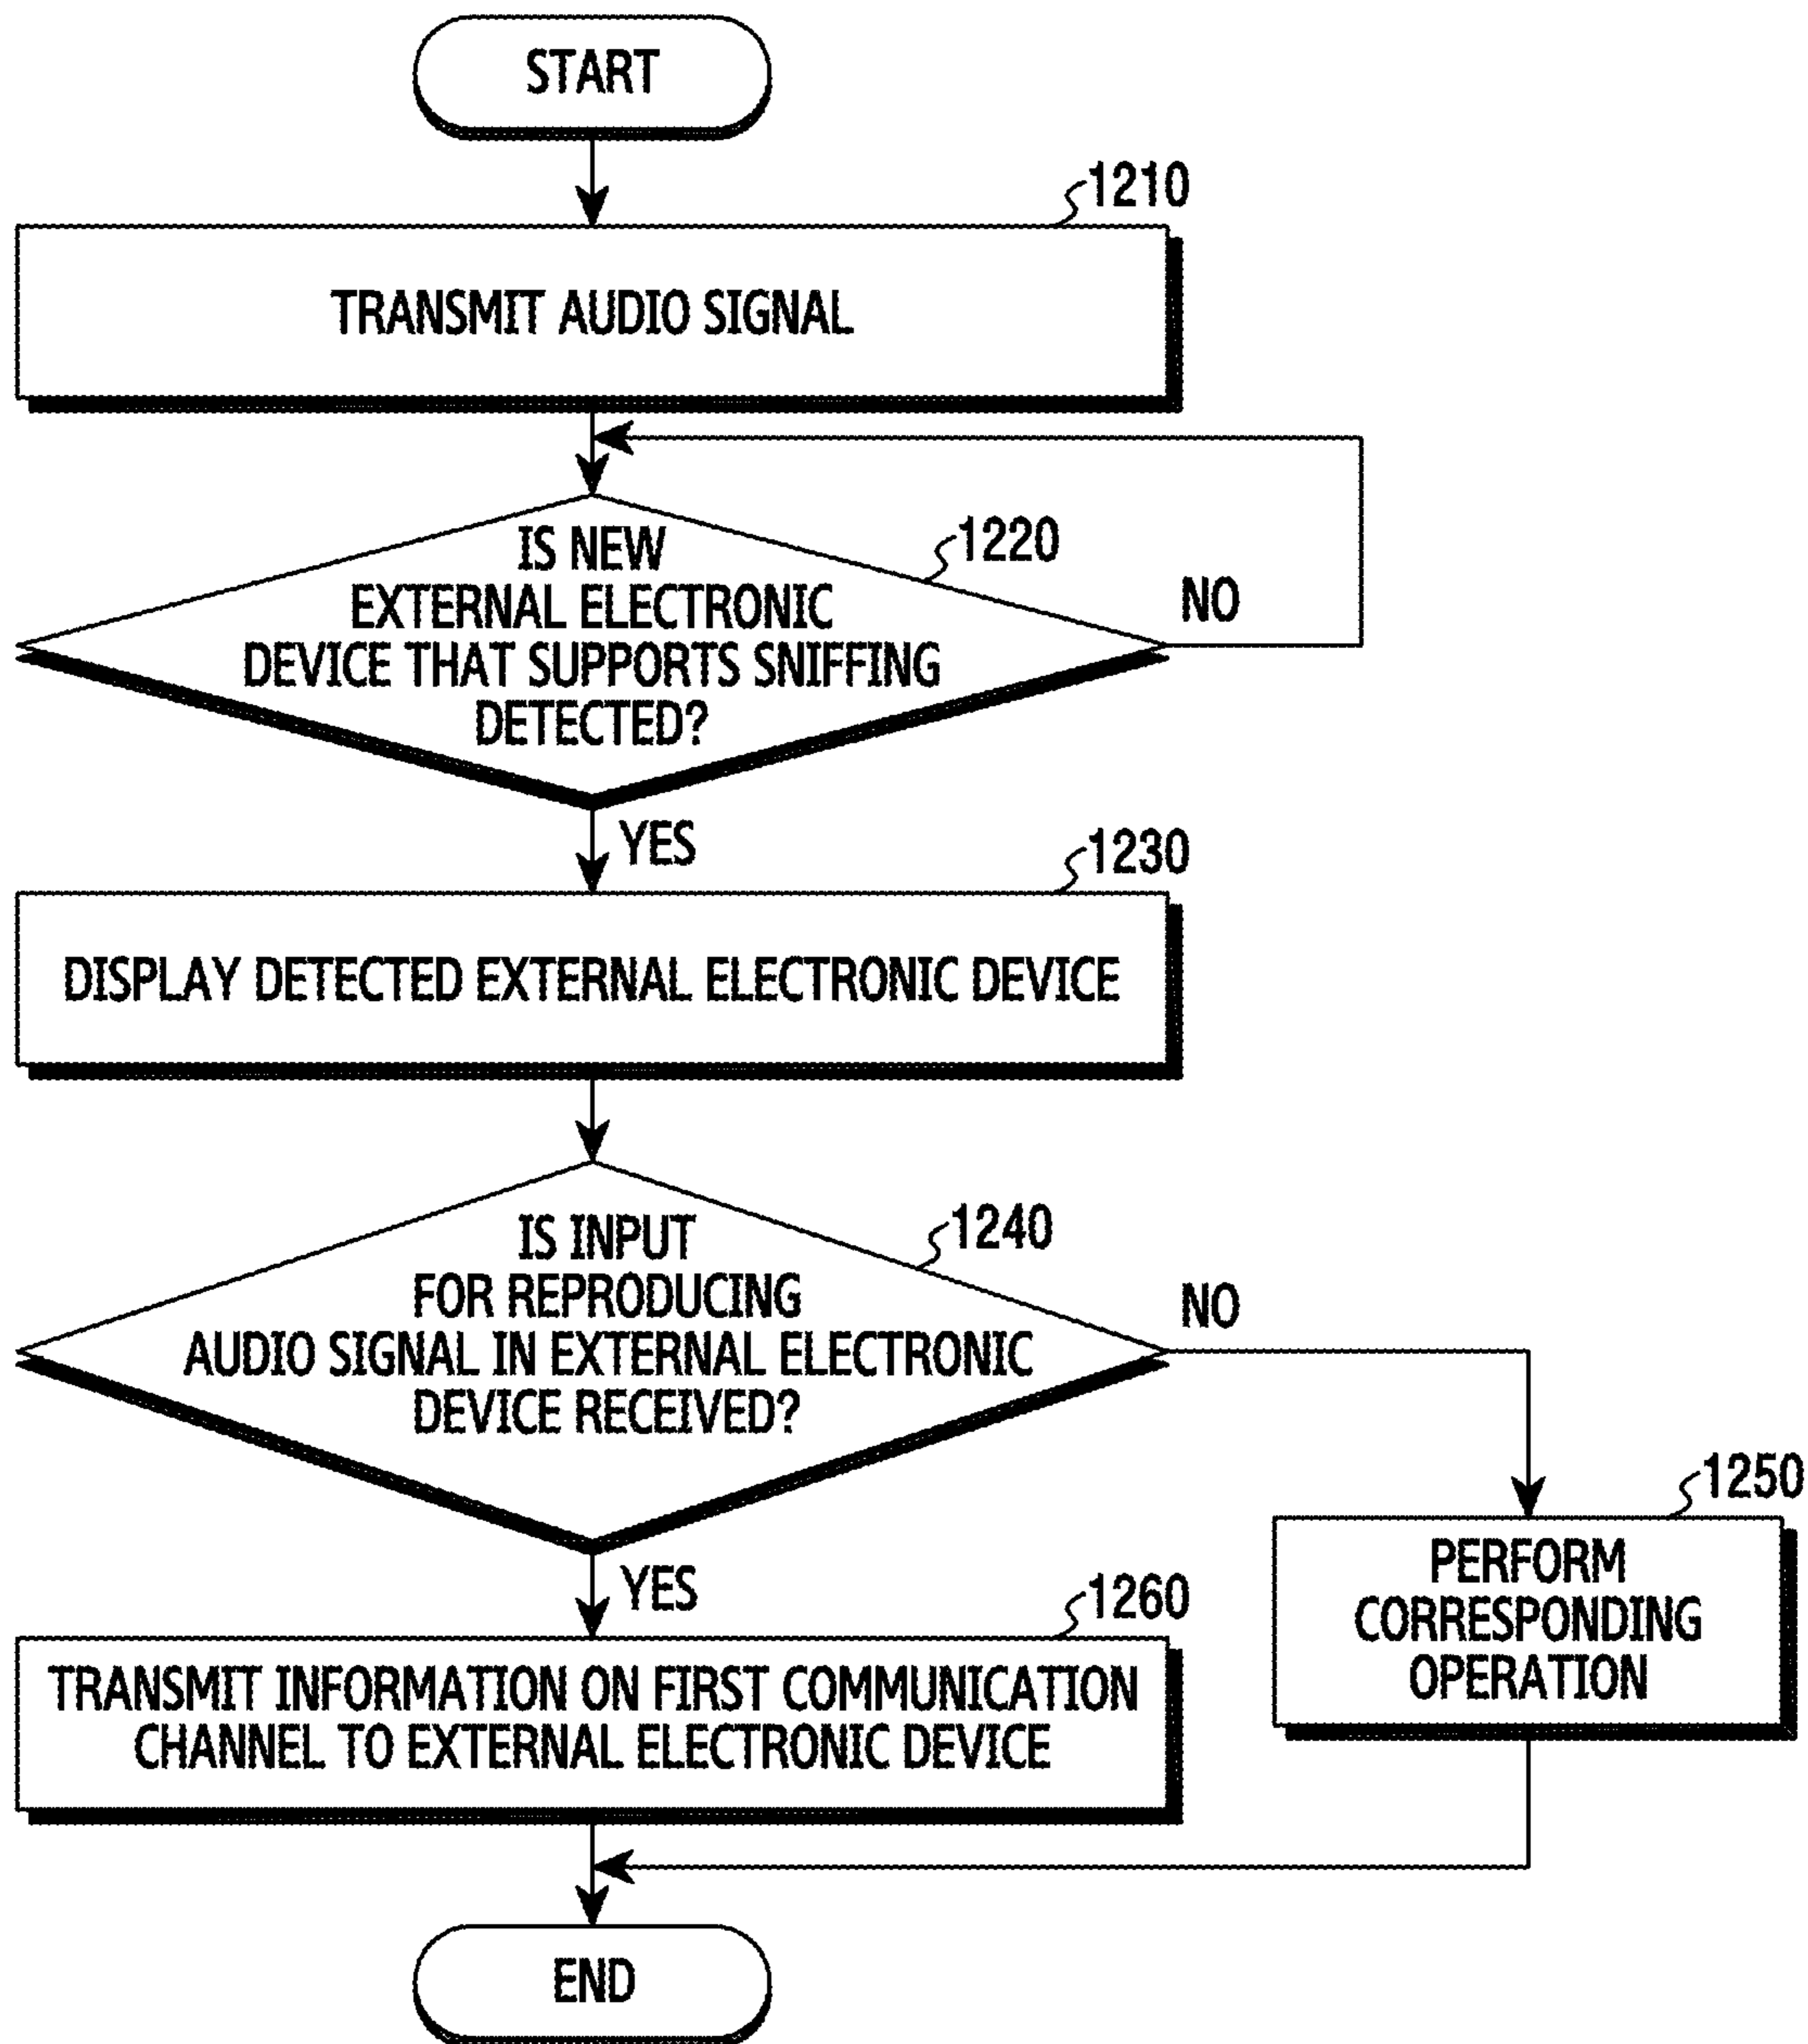 START
1210
TRANSMIT AUDIO SIGNAL
IS NEW
EXTERNAL ELECTRONIC
DEVICE THAT SUPPORTS SNIFFING
DETECTED?
1220
NO
YES
1230
DISPLAY DETECTED EXTERNAL ELECTRONIC DEVICE
IS INPUT
FOR REPRODUCING
AUDIO SIGNAL IN EXTERNAL ELECTRONIC
DEVICE RECEIVED?
1240
NO
1250
PERFORM
CORRESPONDING
OPERATION
YES
1260
TRANSMIT INFORMATION ON FIRST COMMUNICATION
CHANNEL TO EXTERNAL ELECTRONIC DEVICE
END